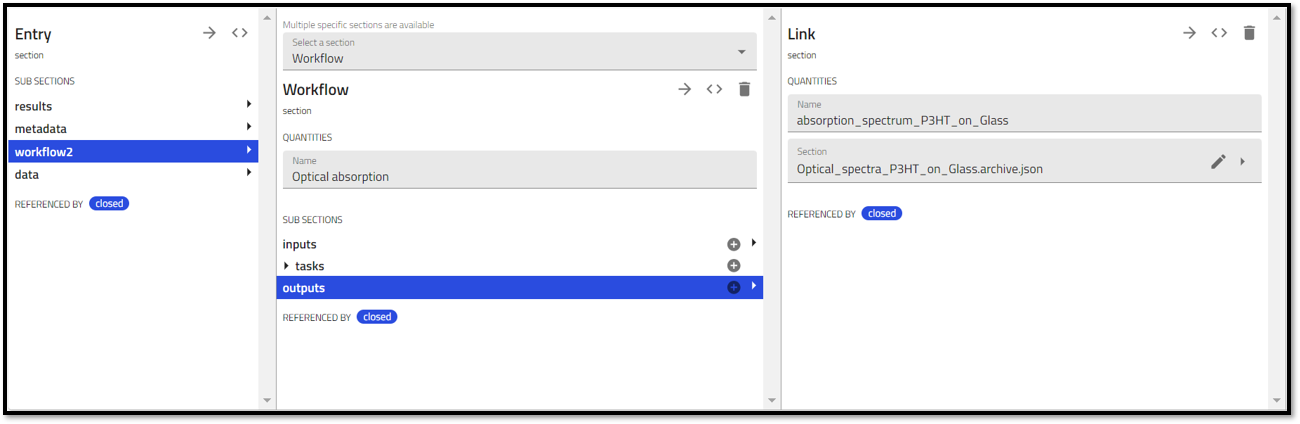 Entry
section
SUB SECTIONS
results
metadata
workflow2
data
REFERENCED BY closed
Multiple specific sections are available
Select a section
Workflow
Workflow
section
QUANTITIES
Name
Optical absorption
SUB SECTIONS
inputs
tasks
outputs
REFERENCED BY closed
Link
section
QUANTITIES
Name
absorption_spectrum_P3HT_on_Glass
Section
Optical_spectra_P3HT_on_Glass.archive.json
REFERENCED BY closed